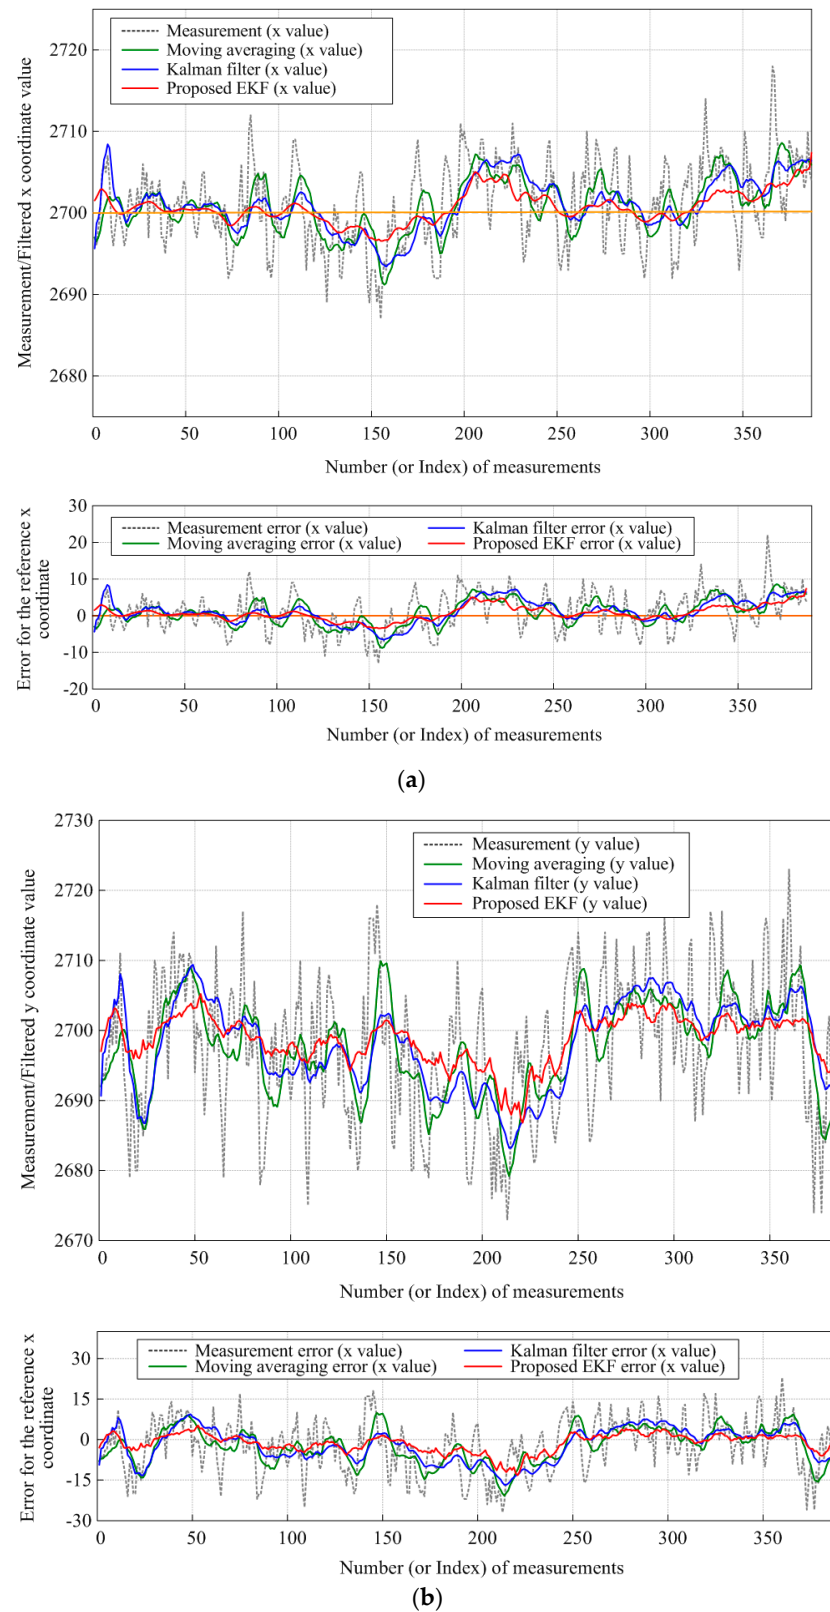 Measurement/Filtered x coordinate value
2720
2710
2700
2690
2680
Measurement (x value)
Moving averaging (x value)
Kalman filter (x value)
Proposed EKF (x value)
0 50 100 150 200 250 300 350
Number (or Index) of measurements
Error for the reference x
coordinate
30
20
10
0
-10
-20
Measurement error (x value) Kalman filter error (x value)
Moving averaging error (x value) Proposed EKF error (x value)
0 50 100 150 200 250 300 350
Number (or Index) of measurements
(a)
Measurement/Filtered y coordinate value
2730
2720
2710
2700
2690
2680
2670
Measurement (y value)
Moving averaging (y value)
Kalman filter (y value)
Proposed EKF (y value)
0 50 100 150 200 250 300 350
Number (or Index) of measurements
Error for the reference x
coordinate
30
15
0
-15
-30
Measurement error (x value) Kalman filter error (x value)
Moving averaging error (x value) Proposed EKF error (x value)
0 50 100 150 200 250 300 350
Number (or Index) of measurements
(b)